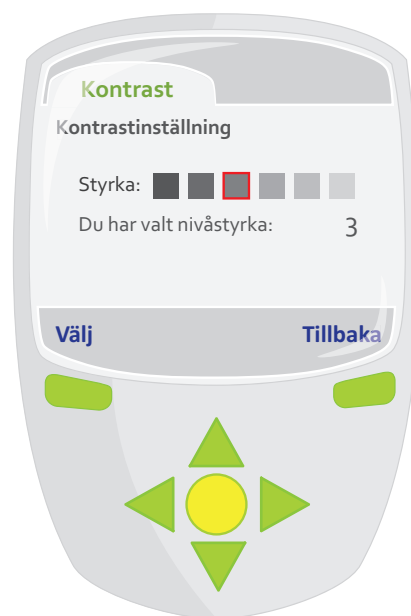 Kontrast
Kontrastinställning
Styrka:
Du har valt nivåstyrka: 3
Välj Tillbaka